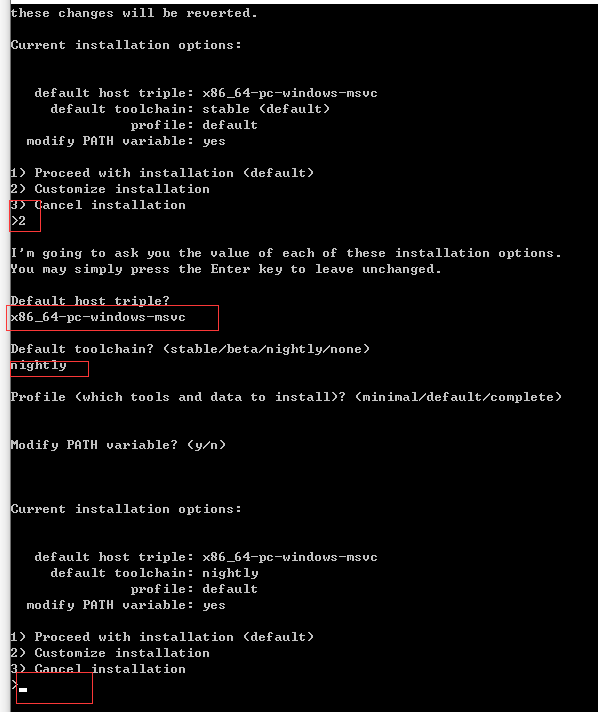 these changes will be reverted.
Current installation options:
default host triple: x86_64-pc-windows-msvc
default toolchain: stable (default)
profile: default
modify PATH variable: yes
1) Proceed with installation (default)
2) Customize installation
3) Cancel installation
>2
I'm going to ask you the value of each of these installation options.
You may simply press the Enter key to leave unchanged.
Default host triple?
x86_64-pc-windows-msvc
Default toolchain? (stable/beta/nightly/none)
nightly
Profile (which tools and data to install)? (minimal/default/complete)
Modify PATH variable? (y/n)
Current installation options:
default host triple: x86_64-pc-windows-msvc
default toolchain: nightly
profile: default
modify PATH variable: yes
1) Proceed with installation (default)
2) Customize installation
3) Cancel installation
>_